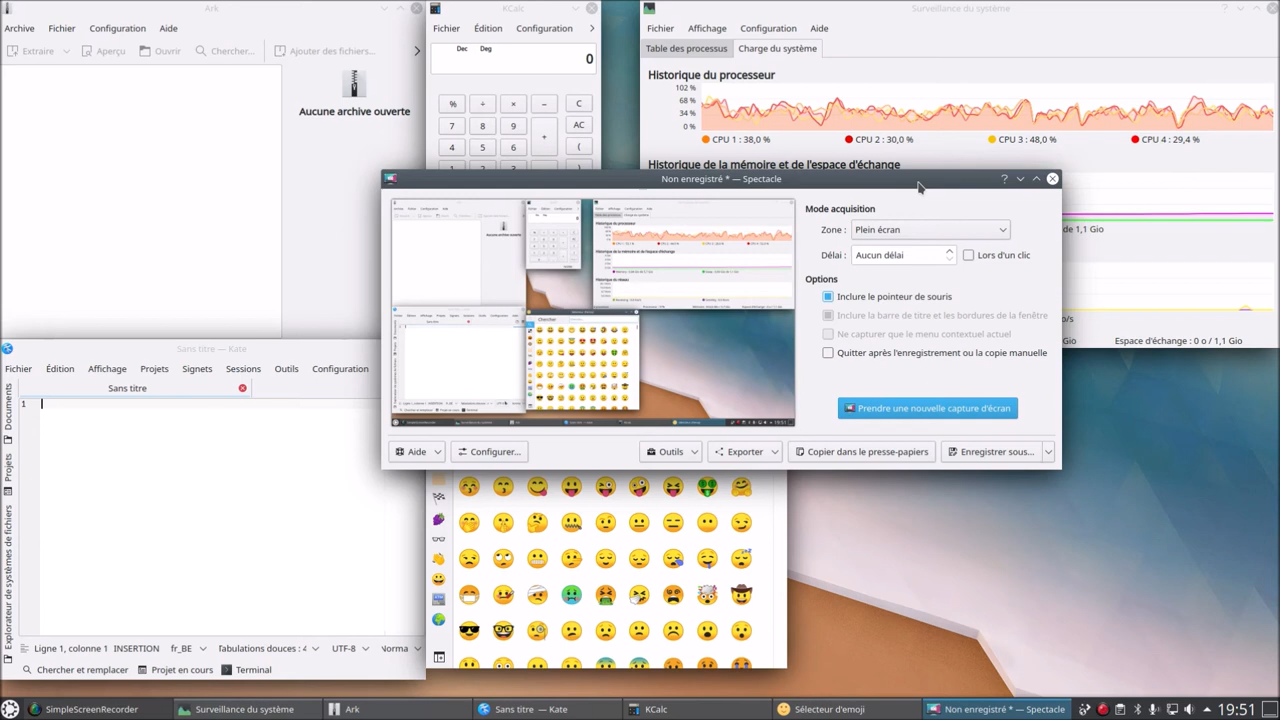 Ark
Archive Fichier Configuration Aide
Extraire Aperçu Ouvrir Chercher... Ajouter des fichiers...
Aucune archive ouverte
KCalc
Fichier Édition Configuration
Dec Deg
0
% ÷ × − C
7 8 9 + AC
4 5 6 (
Surveillance du système
Fichier Affichage Configuration Aide
Table des processus Charge du système
Historique du processeur
102 %
68 %
34 %
0 %
CPU 1 : 38,0 % CPU 2 : 30,0 % CPU 3 : 48,0 % CPU 4 : 29,4 %
Historique de la mémoire et de l'espace d'échange
de 1,1 Gio
o/s
Gio Espace d'échange : 0 o / 1,1 Gio
Non enregistré * — Spectacle
Mode acquisition
Zone : Plein écran
Délai : Aucun délai Lors d'un clic
Options
Inclure le pointeur de souris
Inclure la barre de titre et les bordures de la fenêtre
Ne capturer que le menu contextuel actuel
Quitter après l'enregistrement ou la copie manuelle
Prendre une nouvelle capture d'écran
Aide Configurer... Outils Exporter Copier dans le presse-papiers Enregistrer sous...
Sans titre — Kate
Fichier Édition Affichage Projets Signets Sessions Outils Configuration
Sans titre
1
Documents
Projets
Explorateur de systèmes de fichiers
Ligne 1, colonne 1 INSERTION fr_BE Tabulations douces : 4 UTF-8 Norma
Chercher et remplacer Projet en cours Terminal
SimpleScreenRecorder Surveillance du système Ark Sans titre — Kate KCalc Sélecteur d'emoji Non enregistré * — Spectacle 19:51